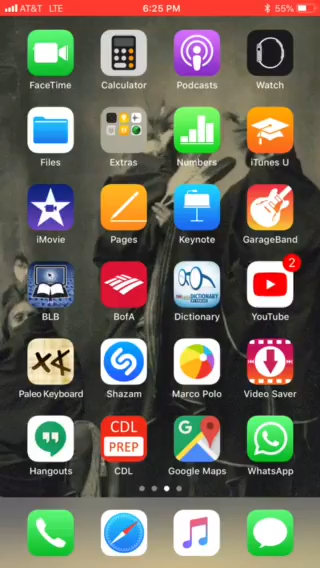 AT&T LTE 6:25 PM 55%
FaceTime Calculator Podcasts Watch
Files Extras Numbers iTunes U
iMovie Pages Keynote GarageBand
DICTIONARY
2
BLB BofA Dictionary YouTube
Paleo Keyboard Shazam Marco Polo Video Saver
CDL
PREP
Hangouts CDL Google Maps WhatsApp